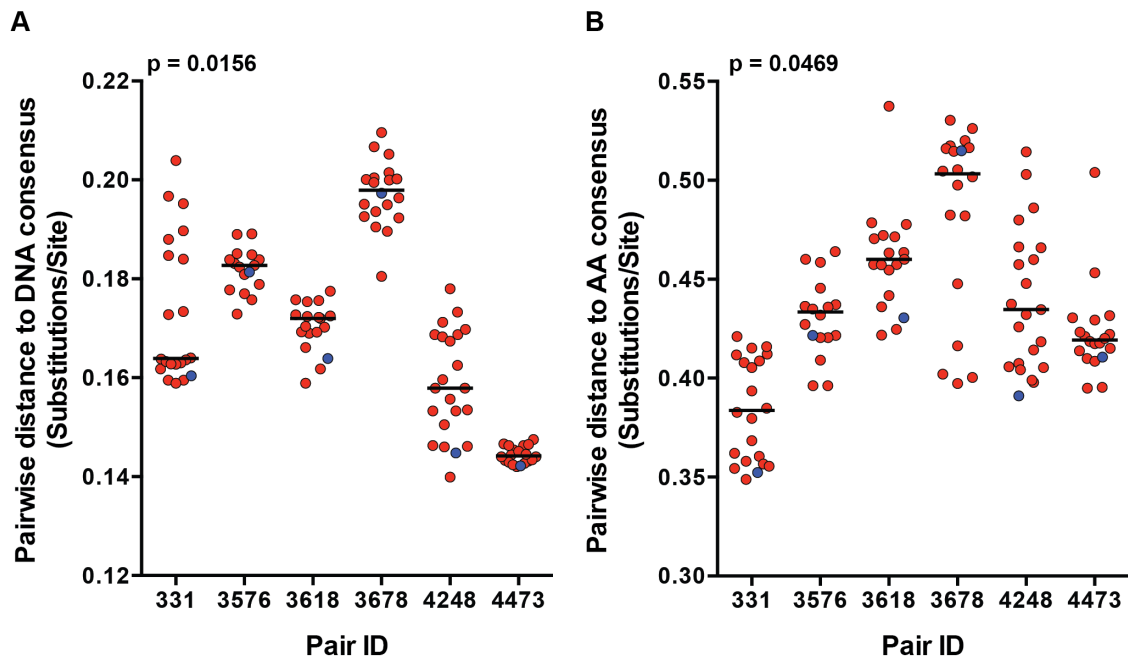 A
p = 0.0156
Pairwise distance to DNA consensus
(Substitutions/Site)
0.22
0.20
0.18
0.16
0.14
0.12
331 3576 3618 3678 4248 4473
Pair ID
B
p = 0.0469
Pairwise distance to AA consensus
(Substitutions/Site)
0.55
0.50
0.45
0.40
0.35
0.30
331 3576 3618 3678 4248 4473
Pair ID